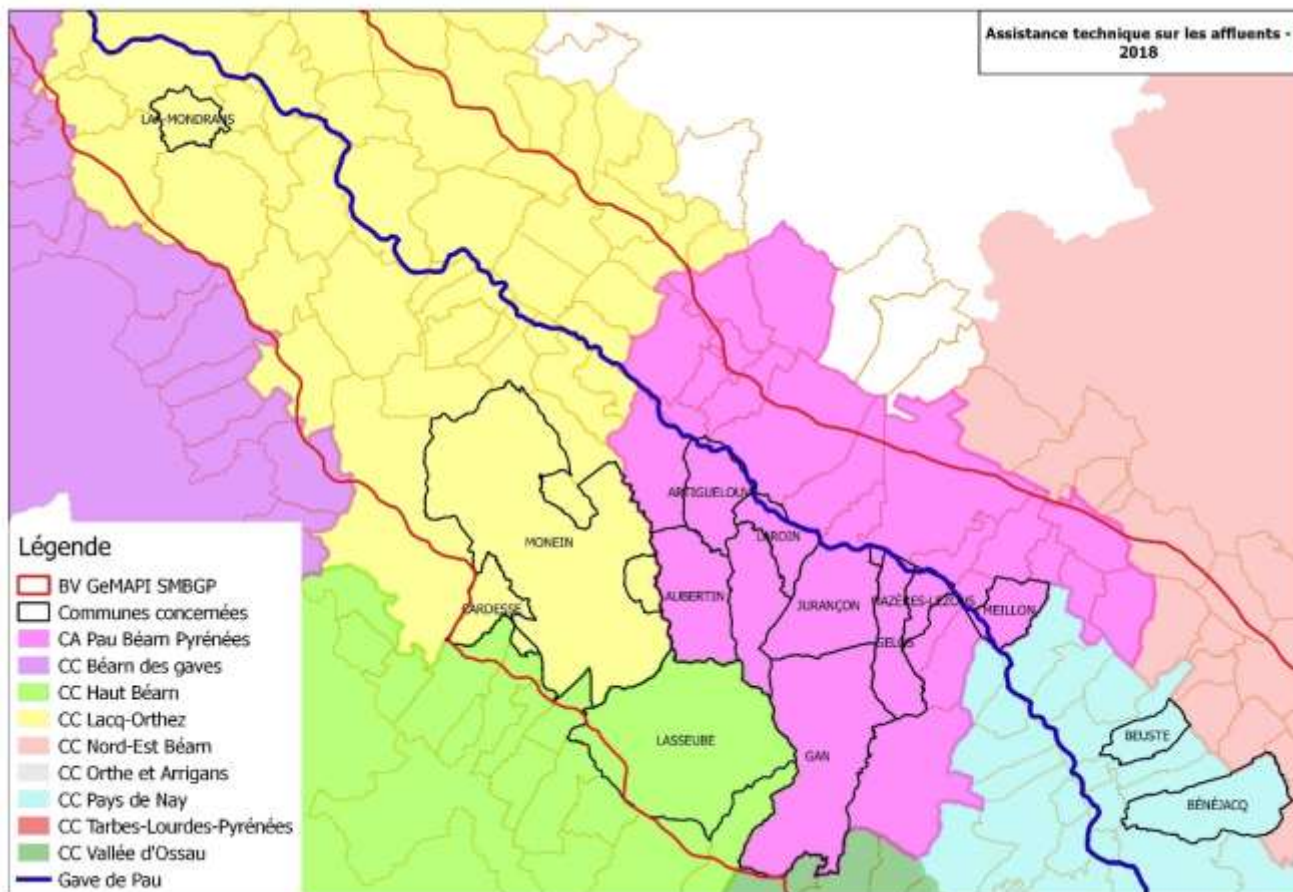 Assistance technique sur les affluents -
2018
MONEIN
ARTIGUELOUV
LAROIN
CARDESSE
AUBERTIN
JURANÇON
MAZÈRES-LEZONS
MEILLON
GELOS
LASSEUBE
GAN
BEUSTE
BÉNÉJACQ
Légende
BV GeMAPI SMBGP
Communes concernées
CA Pau Béarn Pyrénées
CC Béarn des gaves
CC Haut Béarn
CC Lacq-Orthez
CC Nord-Est Béarn
CC Orthe et Arrigans
CC Pays de Nay
CC Tarbes-Lourdes-Pyrénées
CC Vallée d'Ossau
Gave de Pau